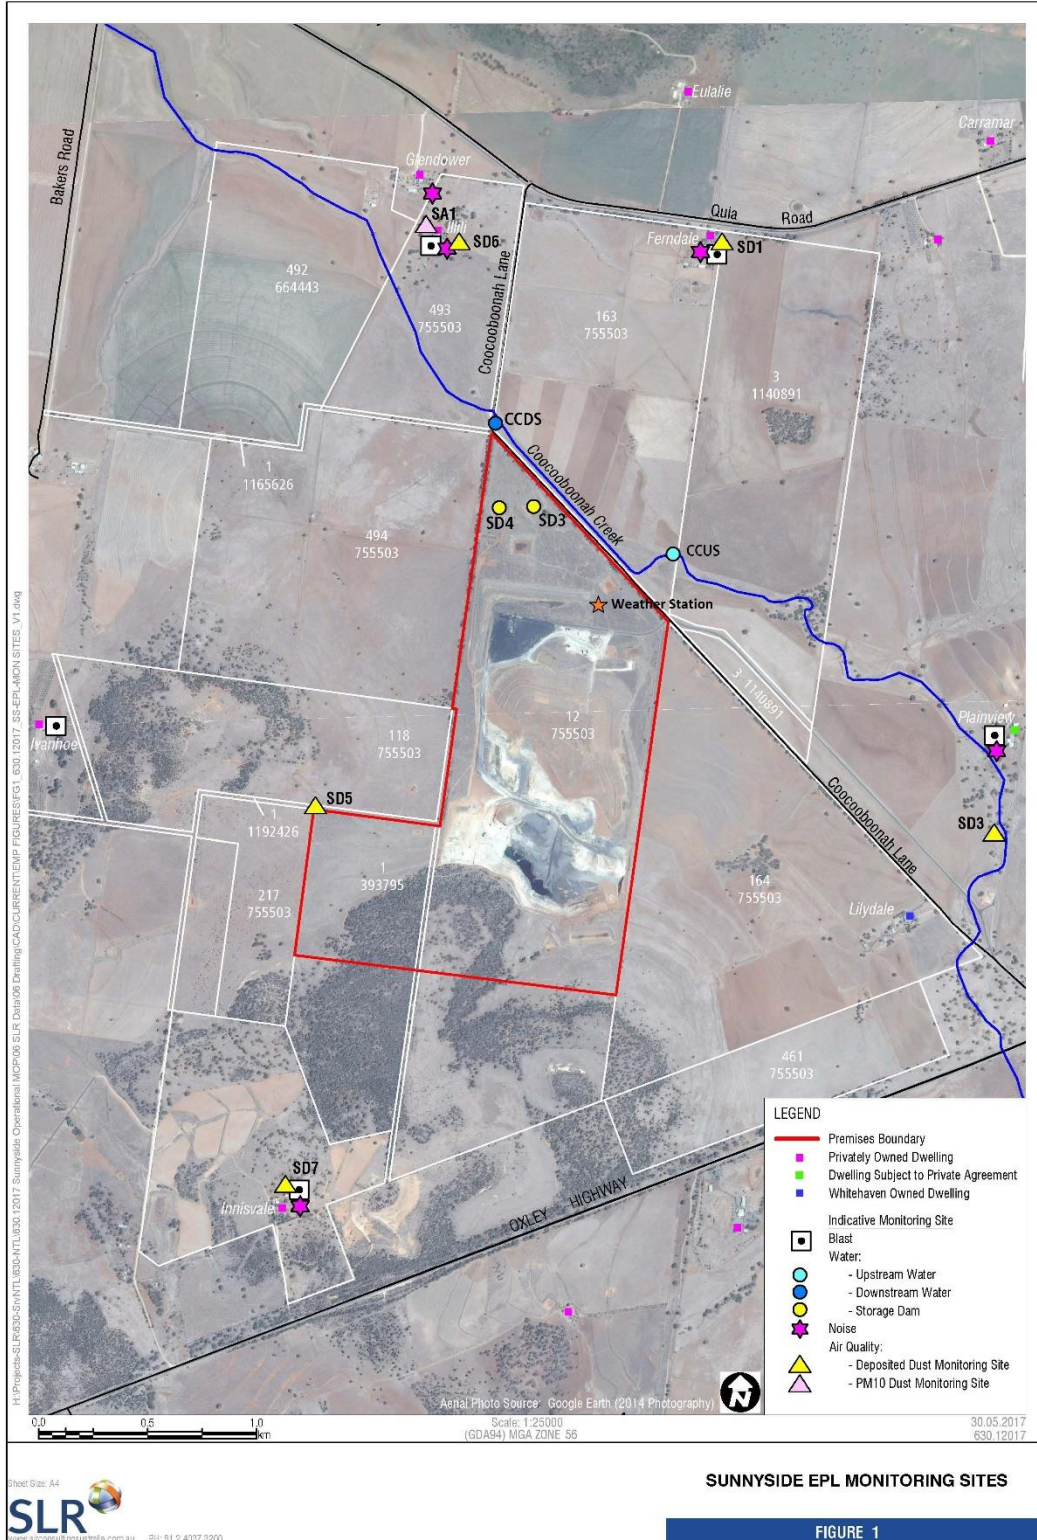 Eulalie
Carramar
Bakers Road
Glendower
Quia Road
SA1
Illili
SD6
Ferndale
SD1
Coocooboonah Lane
492
664443
493
755503
163
755503
3
1140891
CCDS
Coocooboonah Creek
1
1165626
494
755503
SD4
SD3
CCUS
Weather Station
3 1140891
12
755503
Plainview
Ivanhoe
118
755503
SD5
1
1192426
SD3
Coocooboonah Lane
1
393795
217
755503
164
755503
Lilydale
461
755503
SD7
Innisvale
OXLEY HIGHWAY
LEGEND
Premises Boundary
Privately Owned Dwelling
Dwelling Subject to Private Agreement
Whitehaven Owned Dwelling
Indicative Monitoring Site
Blast
Water:
- Upstream Water
- Downstream Water
- Storage Dam
Noise
Air Quality:
- Deposited Dust Monitoring Site
- PM10 Dust Monitoring Site
N
Aerial Photo Source: Google Earth (2014 Photography)
0.0 0.5 1.0
km
Scale: 1:25000
(GDA94) MGA ZONE 56
30.05.2017
630.12017
Sheet Size: A4
SLR
SUNNYSIDE EPL MONITORING SITES
FIGURE 1